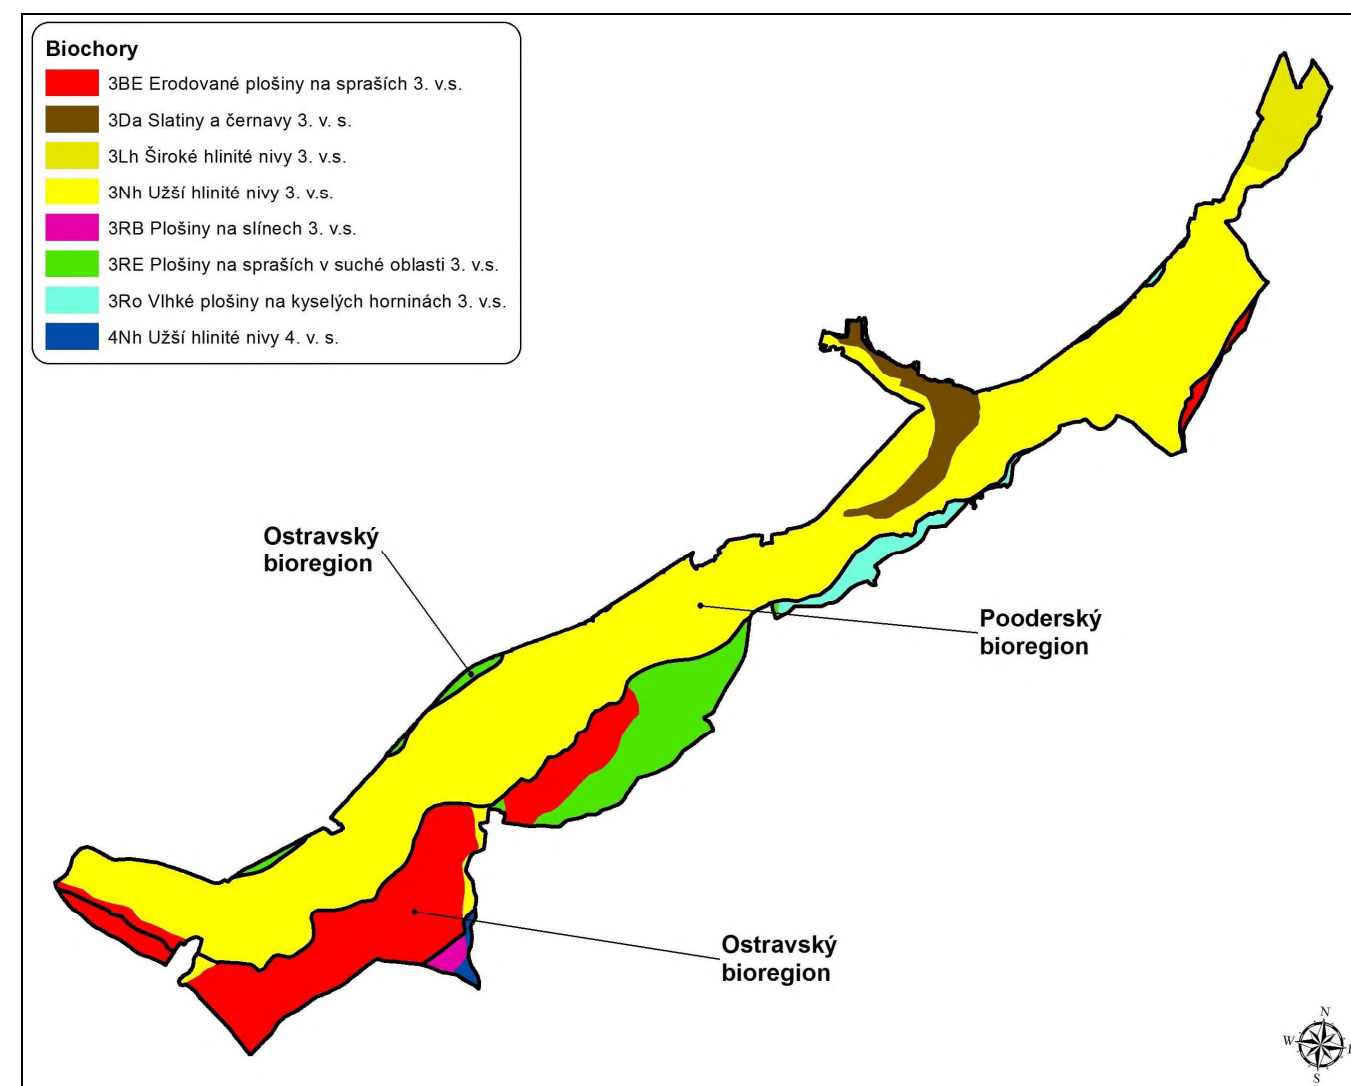 Biochory
3BE Erodované plošiny na spraších 3. v.s.
3Da Slatiny a černavy 3. v. s.
3Lh Široké hlinité nivy 3. v.s.
3Nh Užší hlinité nivy 3. v.s.
3RB Plošiny na slínech 3. v.s.
3RE Plošiny na spraších v suché oblasti 3. v.s.
3Ro Vlhké plošiny na kyselých horninách 3. v.s.
4Nh Užší hlinité nivy 4. v. s.
Ostravský
bioregion
Pooderský
bioregion
Ostravský
bioregion
N
W
E
S